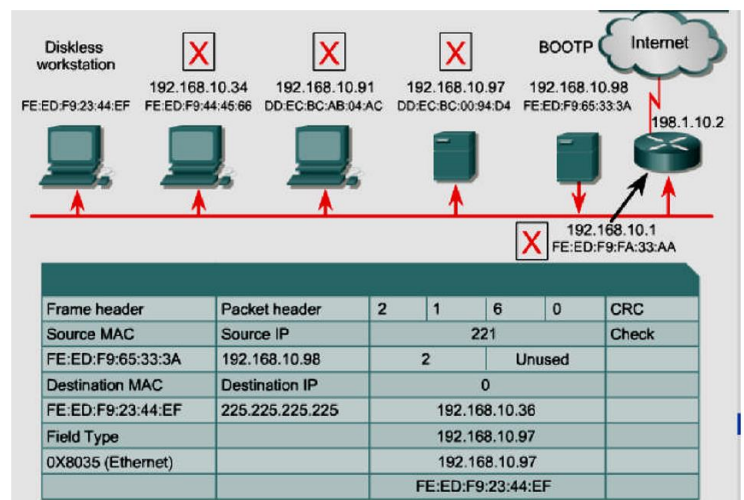 Diskless
workstation
X
X
X
BOOTP
Internet
192.168.10.34
192.168.10.91
192.168.10.97
192.168.10.98
FE:ED:F9:23:44:EF
FE:ED:F9:44:45:66
DD:EC:BC:AB:04:AC
DD:EC:BC:00:94:D4
FE:ED:F9:65:33:3A
198.1.10.2
X
192.168.10.1
FE:ED:F9:FA:33:AA
Frame header Packet header 2 1 6 0 CRC
Source MAC Source IP 221 Check
FE:ED:F9:65:33:3A 192.168.10.98 2 Unused
Destination MAC Destination IP 0
FE:ED:F9:23:44:EF 225.225.225.225 192.168.10.36
Field Type 192.168.10.97
0X8035 (Ethernet) 192.168.10.97
FE:ED:F9:23:44:EF